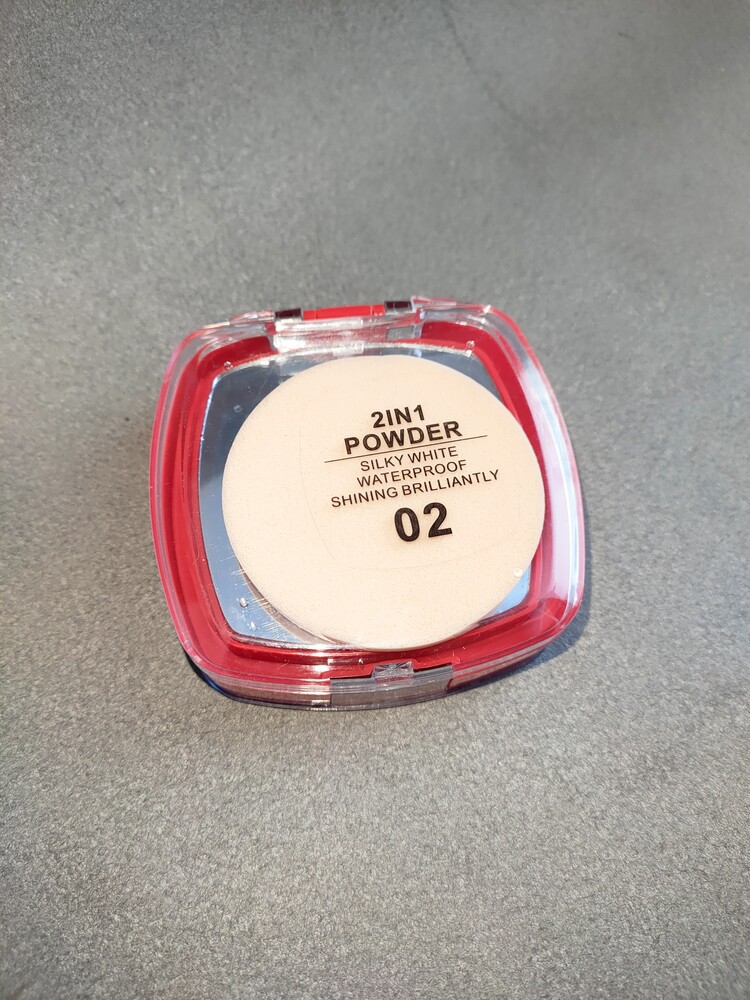 2IN1
POWDER
SILKY WHITE
WATERPROOF
SHINING BRILLIANTLY
02